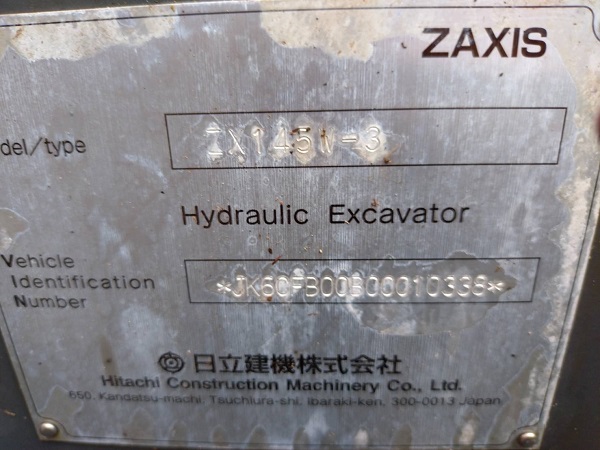 ZAXIS
del/type
ZX145W-3
Hydraulic Excavator
Vehicle
Identification
Number
*JK60FB00B00010338*
日立建機株式会社
Hitachi Construction Machinery Co., Ltd.
650, Kandatsu-machi, Tsuchiura-shi, Ibaraki-ken, 300-0013 Japan